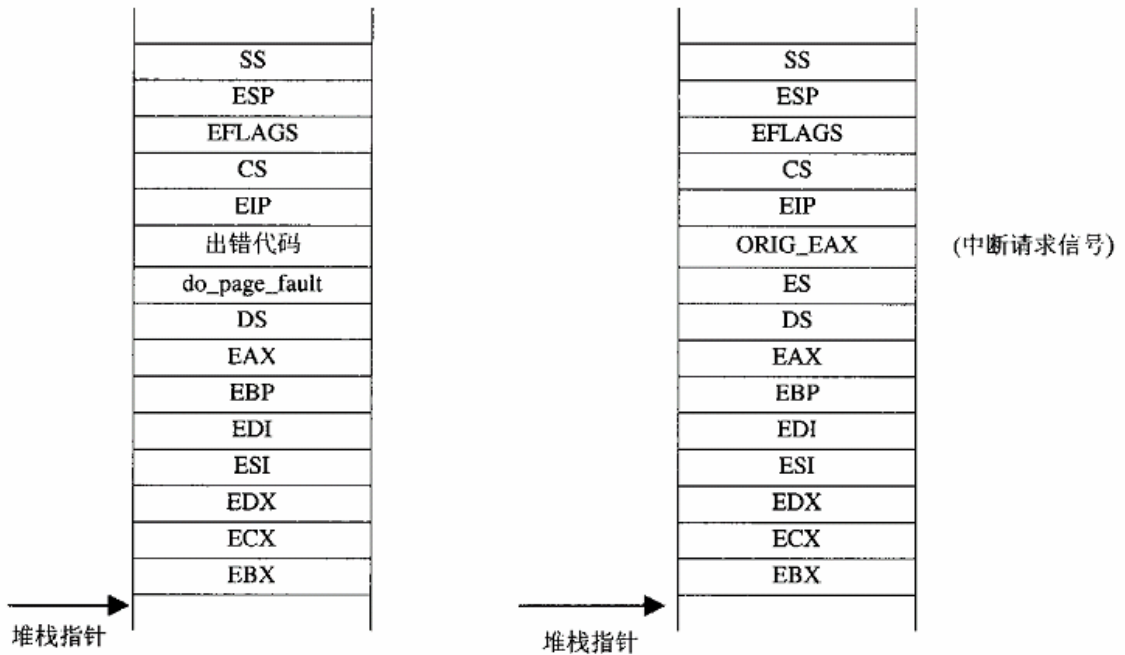 SS
ESP
EFLAGS
CS
EIP
出错代码
do_page_fault
DS
EAX
EBP
EDI
ESI
EDX
ECX
EBX
堆栈指针
SS
ESP
EFLAGS
CS
EIP
ORIG_EAX
(中断请求信号)
ES
DS
EAX
EBP
EDI
ESI
EDX
ECX
EBX
堆栈指针